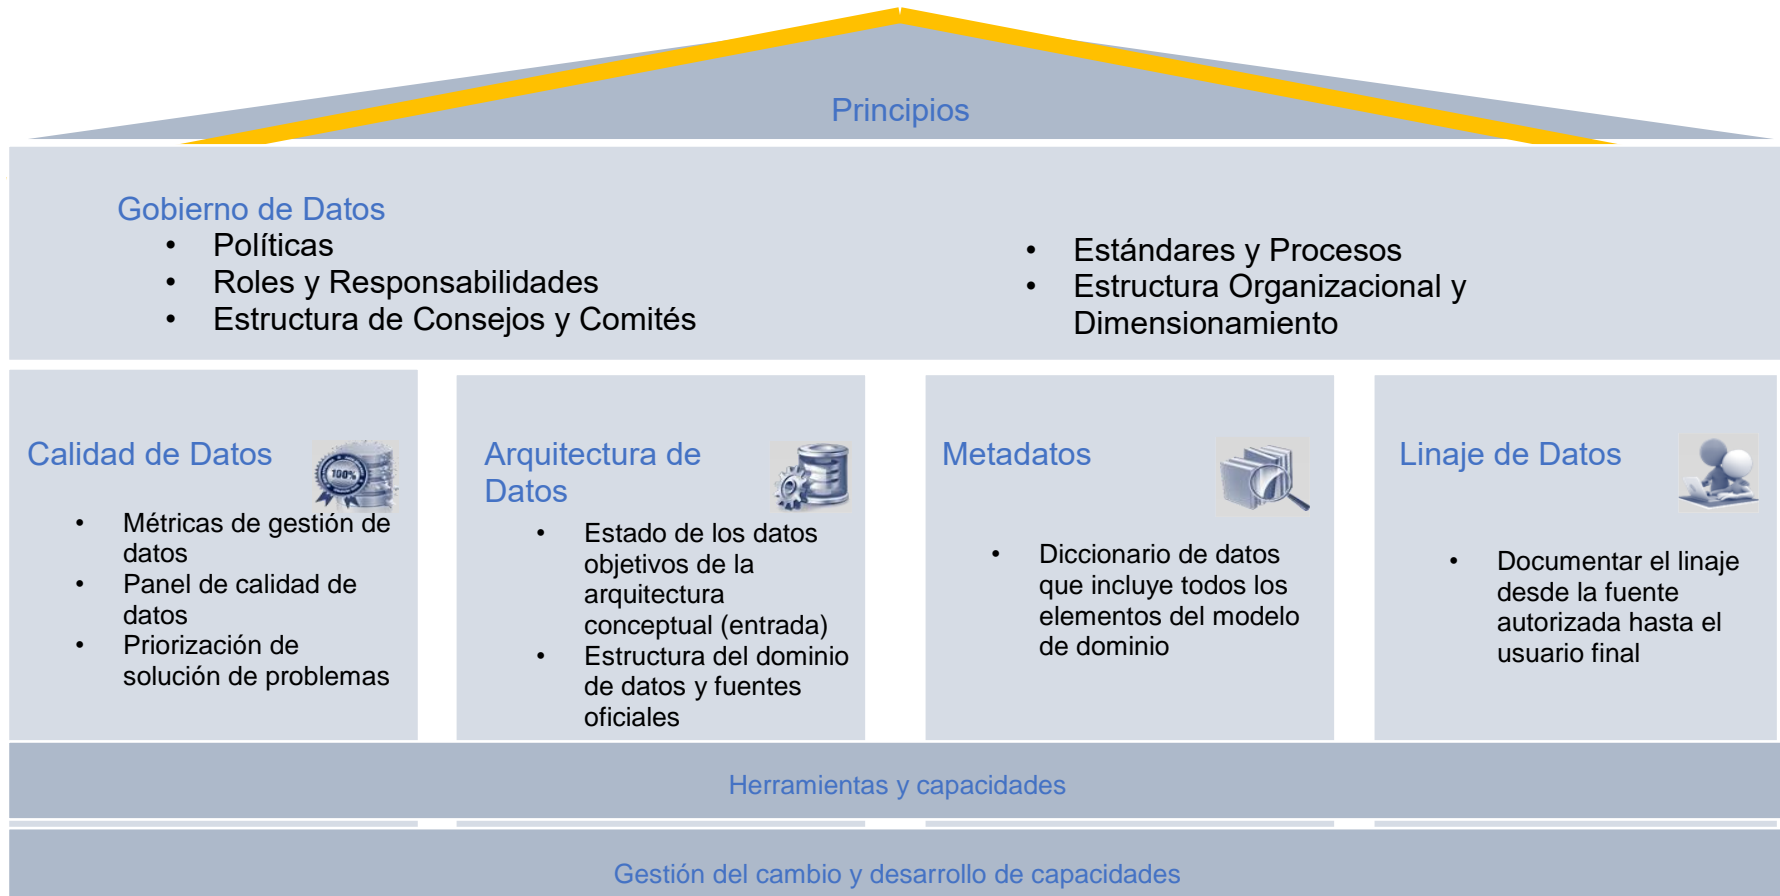 Principios
Gobierno de Datos
• Políticas
• Roles y Responsabilidades
• Estructura de Consejos y Comités
• Estándares y Procesos
• Estructura Organizacional y
Dimensionamiento
Calidad de Datos
100%
• Métricas de gestión de
datos
• Panel de calidad de
datos
• Priorización de
solución de problemas
Arquitectura de
Datos
• Estado de los datos
objetivos de la
arquitectura
conceptual (entrada)
• Estructura del dominio
de datos y fuentes
oficiales
Metadatos
• Diccionario de datos
que incluye todos los
elementos del modelo
de dominio
Linaje de Datos
• Documentar el linaje
desde la fuente
autorizada hasta el
usuario final
Herramientas y capacidades
Gestión del cambio y desarrollo de capacidades